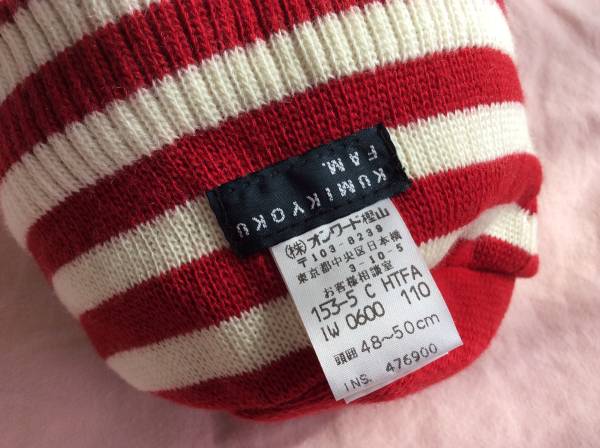 KUMIKYOKU
FAM.
(株)オンワード樫山
〒103-8239
東京都中央区日本橋
3-10-5
お客様相談室
153-5 C HTFA
IW 0600 110
頭囲 48~50cm
INS. 476900